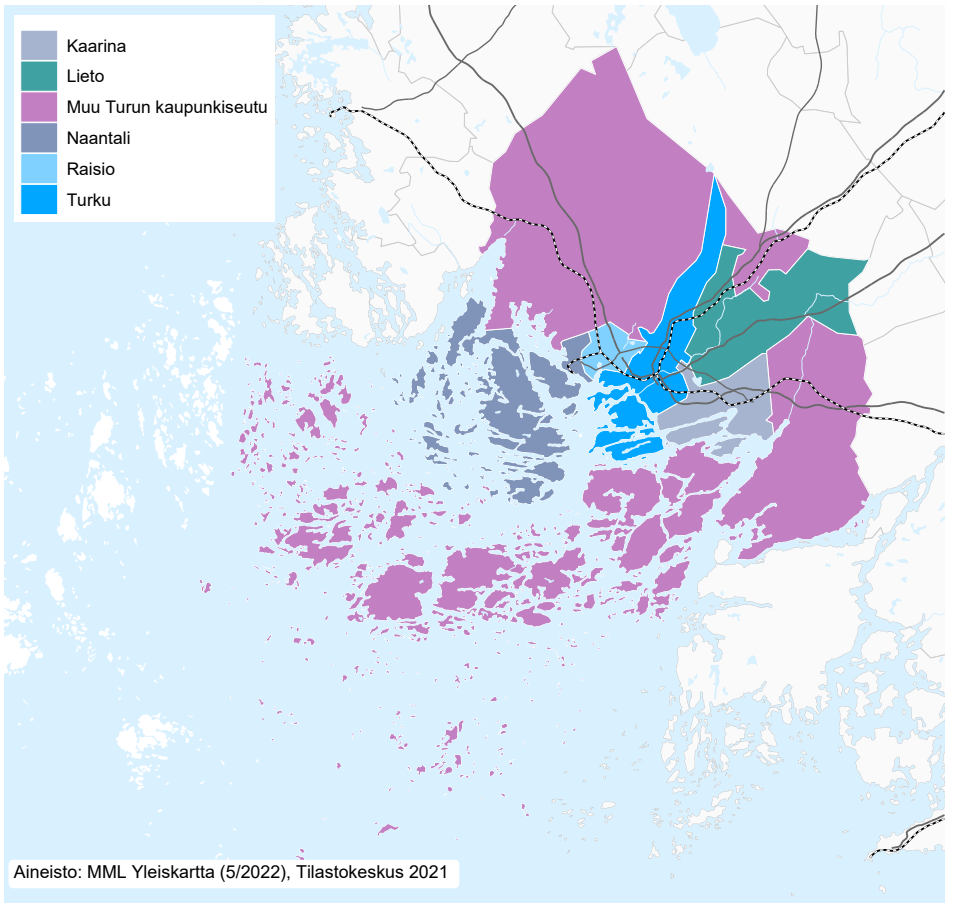 Kaarina
Lieto
Muu Turun kaupunkiseutu
Naantali
Raisio
Turku
Aineisto: MML Yleiskartta (5/2022), Tilastokeskus 2021